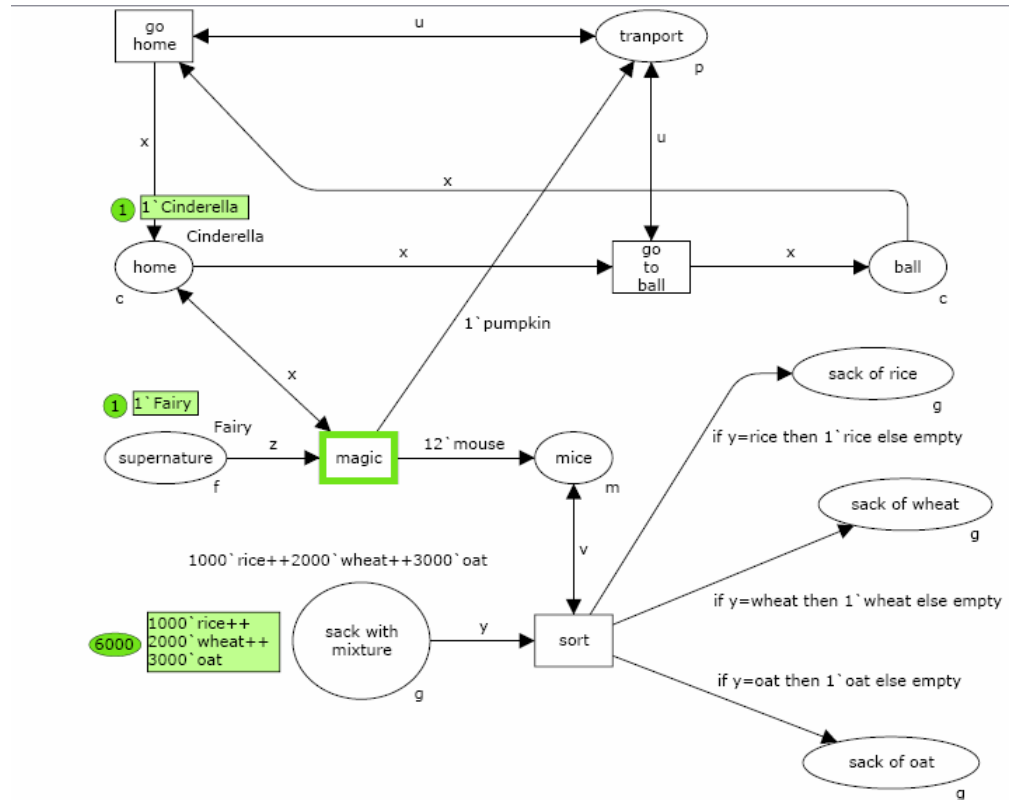 go
home
u
tranport
p
x
u
x
1
1`Cinderella
Cinderella
home
c
x
go
to
ball
x
ball
c
1`pumpkin
x
sack of rice
g
1
1`Fairy
Fairy
supernature
f
z
magic
12`mouse
mice
m
if y=rice then 1`rice else empty
sack of wheat
g
v
1000`rice++2000`wheat++3000`oat
if y=wheat then 1`wheat else empty
6000
1000`rice++
2000`wheat++
3000`oat
sack with
mixture
g
y
sort
if y=oat then 1`oat else empty
sack of oat
g